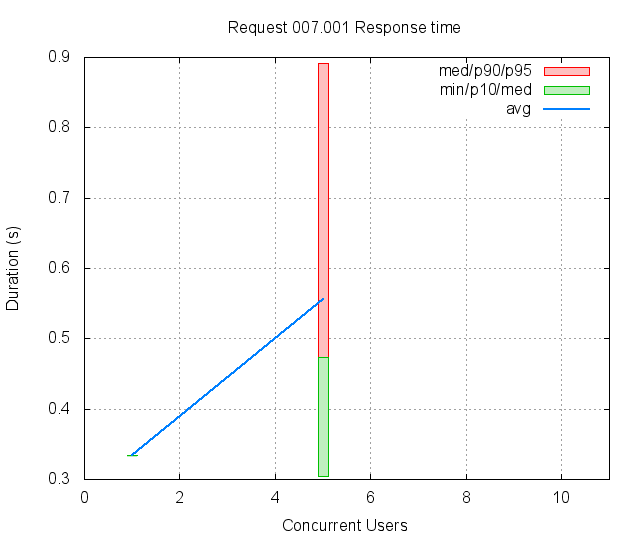 Request 007.001 Response time
med/p90/p95
min/p10/med
avg
Duration (s)
0.9
0.8
0.7
0.6
0.5
0.4
0.3
0 2 4 6 8 10
Concurrent Users